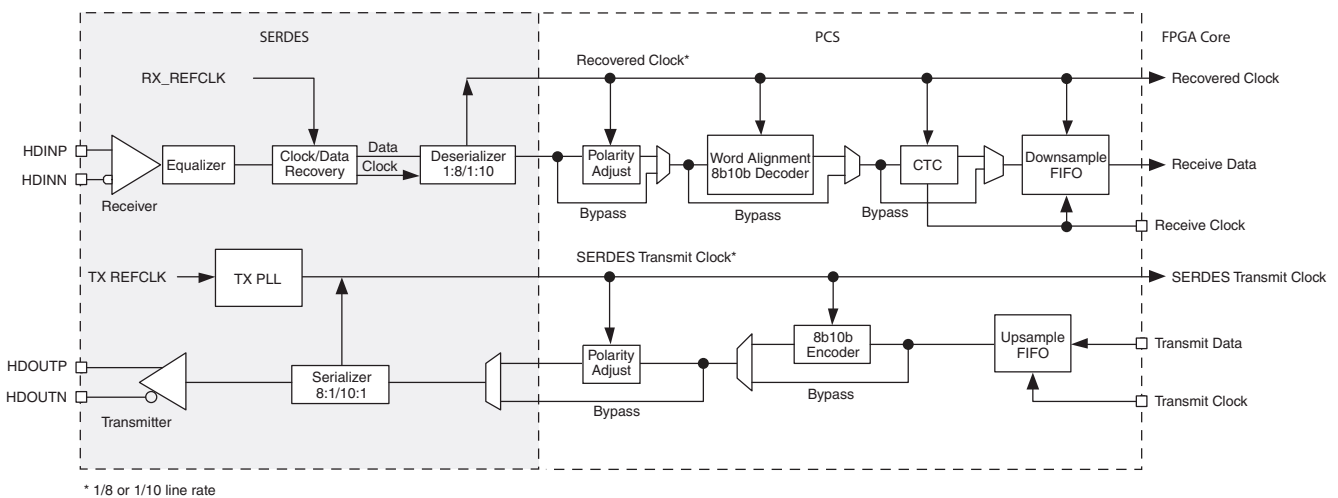 SERDES
PCS
FPGA Core
RX_REFCLK
Recovered Clock*
Recovered Clock
HDINP
HDINN
Receiver
Equalizer
Clock/Data
Recovery
Data
Clock
Deserializer
1:8/1:10
Polarity
Adjust
Bypass
Word Alignment
8b10b Decoder
Bypass
CTC
Bypass
Downsample
FIFO
Receive Data
Receive Clock
TX REFCLK
TX PLL
SERDES Transmit Clock*
SERDES Transmit Clock
HDOUTP
HDOUTN
Transmitter
Serializer
8:1/10:1
Polarity
Adjust
Bypass
8b10b
Encoder
Bypass
Upsample
FIFO
Transmit Data
Transmit Clock
* 1/8 or 1/10 line rate